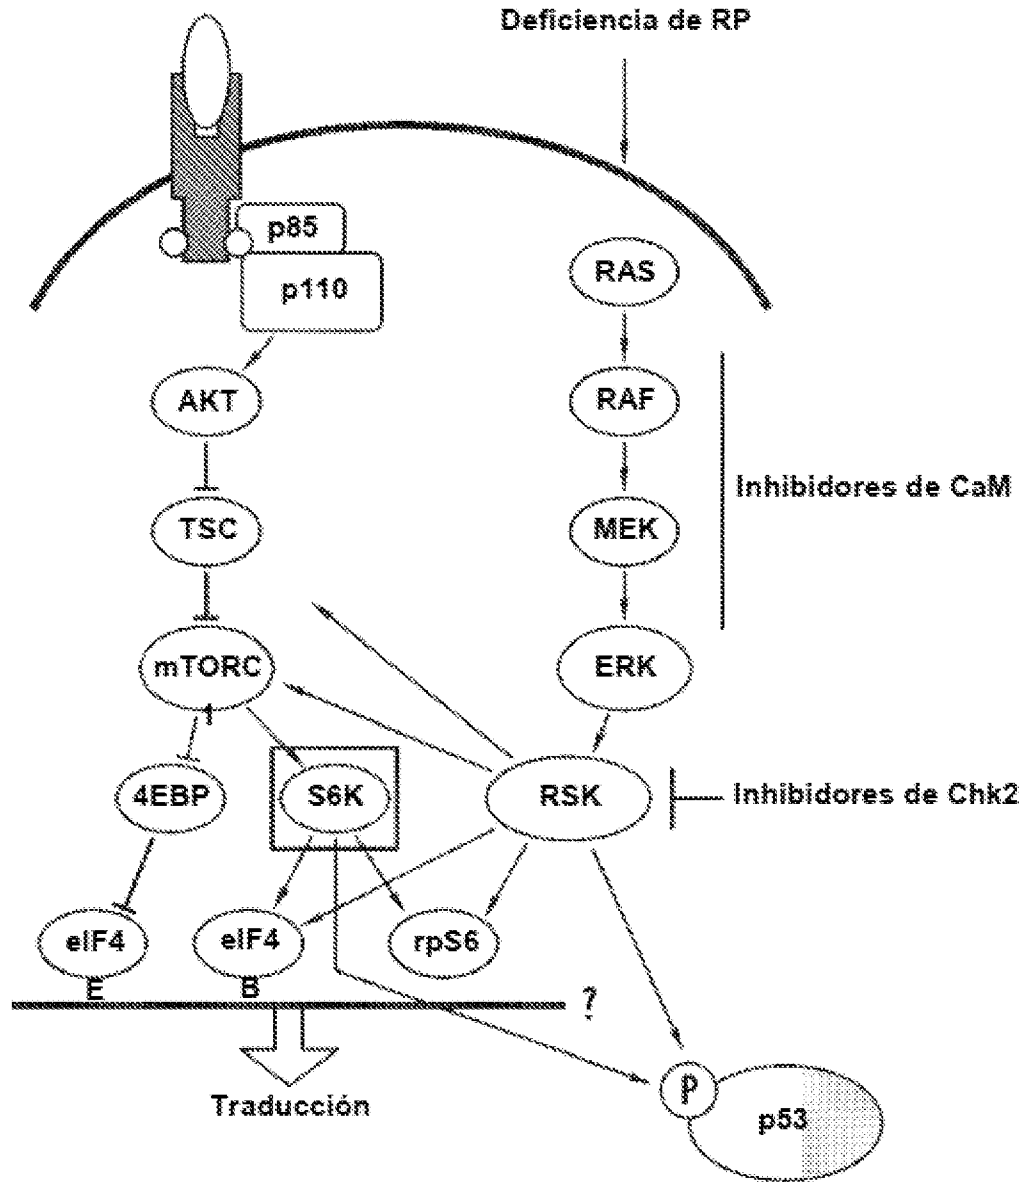 Deficiencia de RP
p85
p110
RAS
AKT
RAF
Inhibidores de CaM
TSC
MEK
mTORC
1
ERK
4EBP
S6K
RSK
Inhibidores de Chk2
eIF4
E
eIF4
B
rpS6
?
Traducción
P
p53